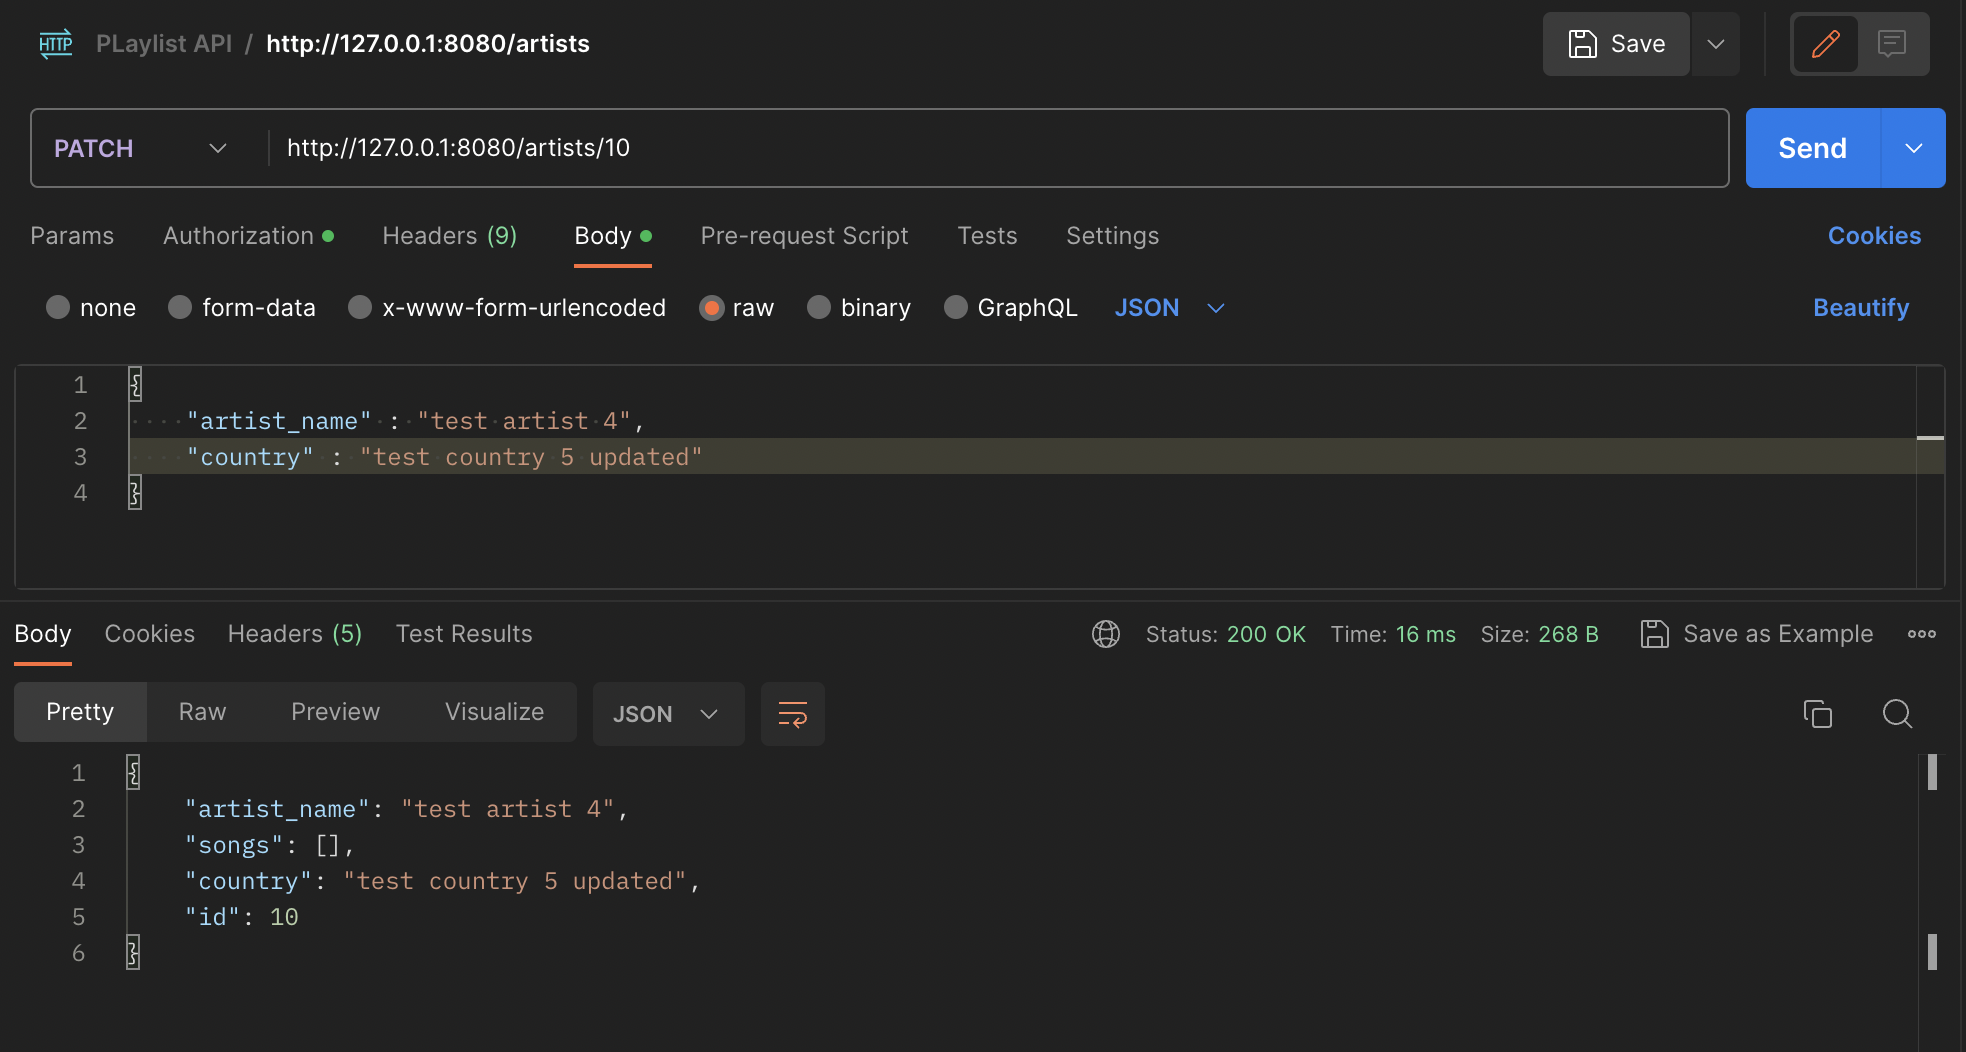 HTTP PLaylist API / http://127.0.0.1:8080/artists Save
PATCH http://127.0.0.1:8080/artists/10 Send
Params Authorization Headers (9) Body Pre-request Script Tests Settings Cookies
none form-data x-www-form-urlencoded raw binary GraphQL JSON Beautify
1 {
2 "artist_name" : "test artist 4",
3 "country" : "test country 5 updated"
4 }
Body Cookies Headers (5) Test Results Status: 200 OK Time: 16 ms Size: 268 B Save as Example
Pretty Raw Preview Visualize JSON
1 {
2 "artist_name": "test artist 4",
3 "songs": [],
4 "country": "test country 5 updated",
5 "id": 10
6 }